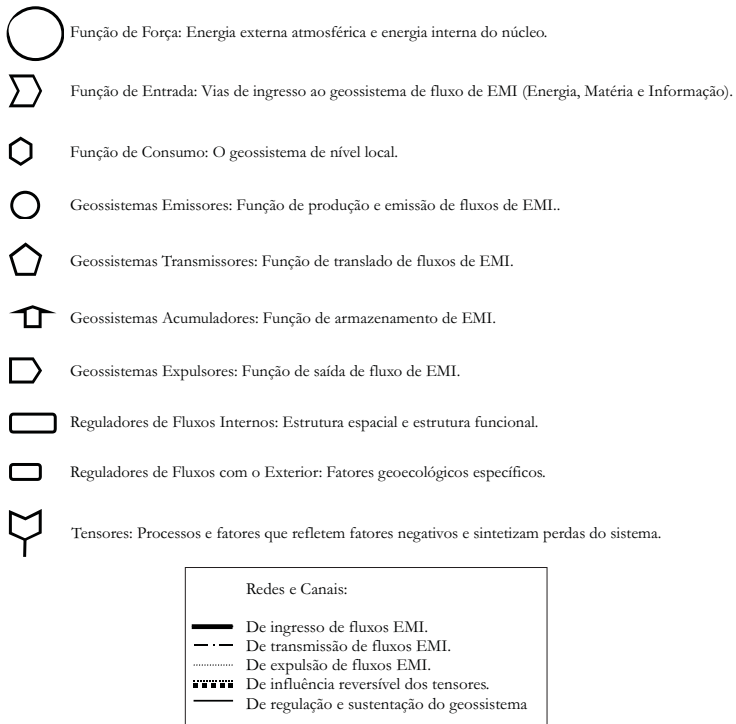 Função de Força: Energia externa atmosférica e energia interna do núcleo.
Função de Entrada: Vias de ingresso ao geossistema de fluxo de EMI (Energia, Matéria e Informação).
Função de Consumo: O geossistema de nível local.
Geossistemas Emissores: Função de produção e emissão de fluxos de EMI..
Geossistemas Transmissores: Função de translado de fluxos de EMI.
Geossistemas Acumuladores: Função de armazenamento de EMI.
Geossistemas Expulsores: Função de saída de fluxo de EMI.
Reguladores de Fluxos Internos: Estrutura espacial e estrutura funcional.
Reguladores de Fluxos com o Exterior: Fatores geoecológicos específicos.
Tensores: Processos e fatores que refletem fatores negativos e sintetizam perdas do sistema.
Redes e Canais:
De ingresso de fluxos EMI.
De transmissão de fluxos EMI.
De expulsão de fluxos EMI.
De influência reversível dos tensores.
De regulação e sustentação do geossistema